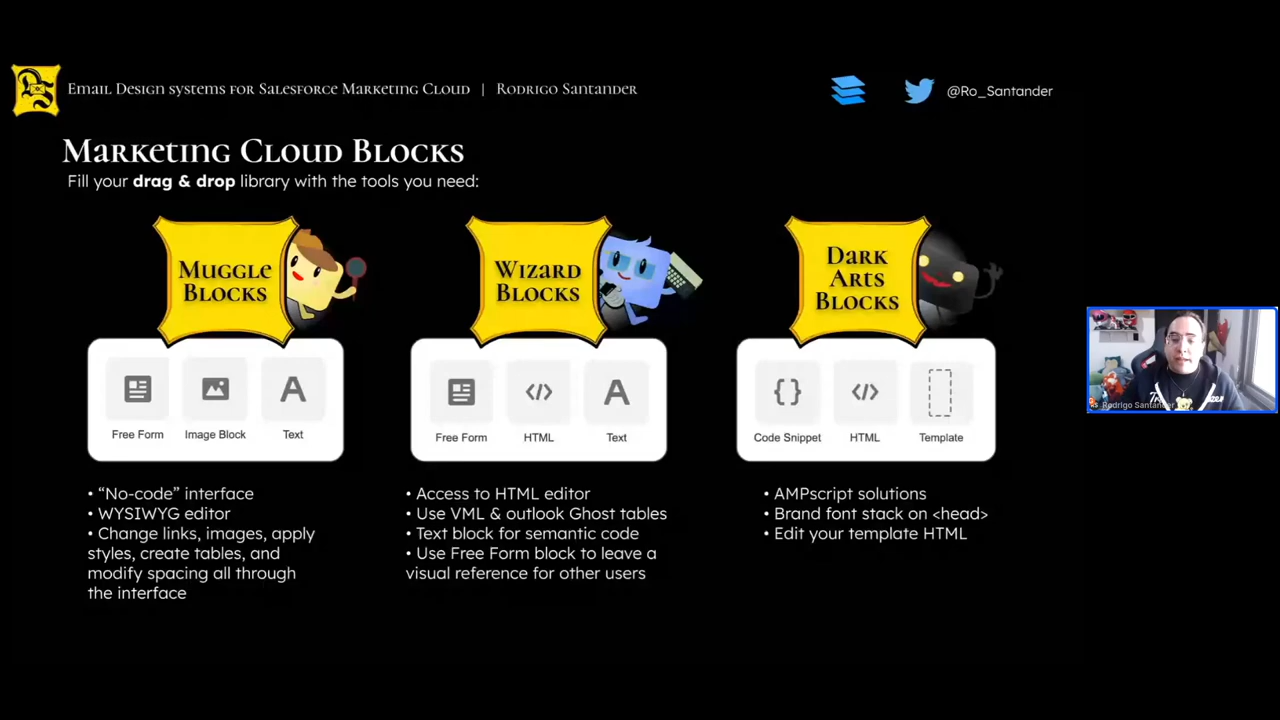 Email Design systems for Salesforce Marketing Cloud | Rodrigo Santander
@Ro_Santander
Marketing Cloud Blocks
Fill your drag & drop library with the tools you need:
Muggle
Blocks
Free Form Image Block Text
• “No-code” interface
• WYSIWYG editor
• Change links, images, apply
styles, create tables, and
modify spacing all through
the interface
Wizard
Blocks
Free Form HTML Text
• Access to HTML editor
• Use VML & outlook Ghost tables
• Text block for semantic code
• Use Free Form block to leave a
visual reference for other users
Dark
Arts
Blocks
Code Snippet HTML Template
• AMPscript solutions
• Brand font stack on <head>
• Edit your template HTML
Rodrigo Santander